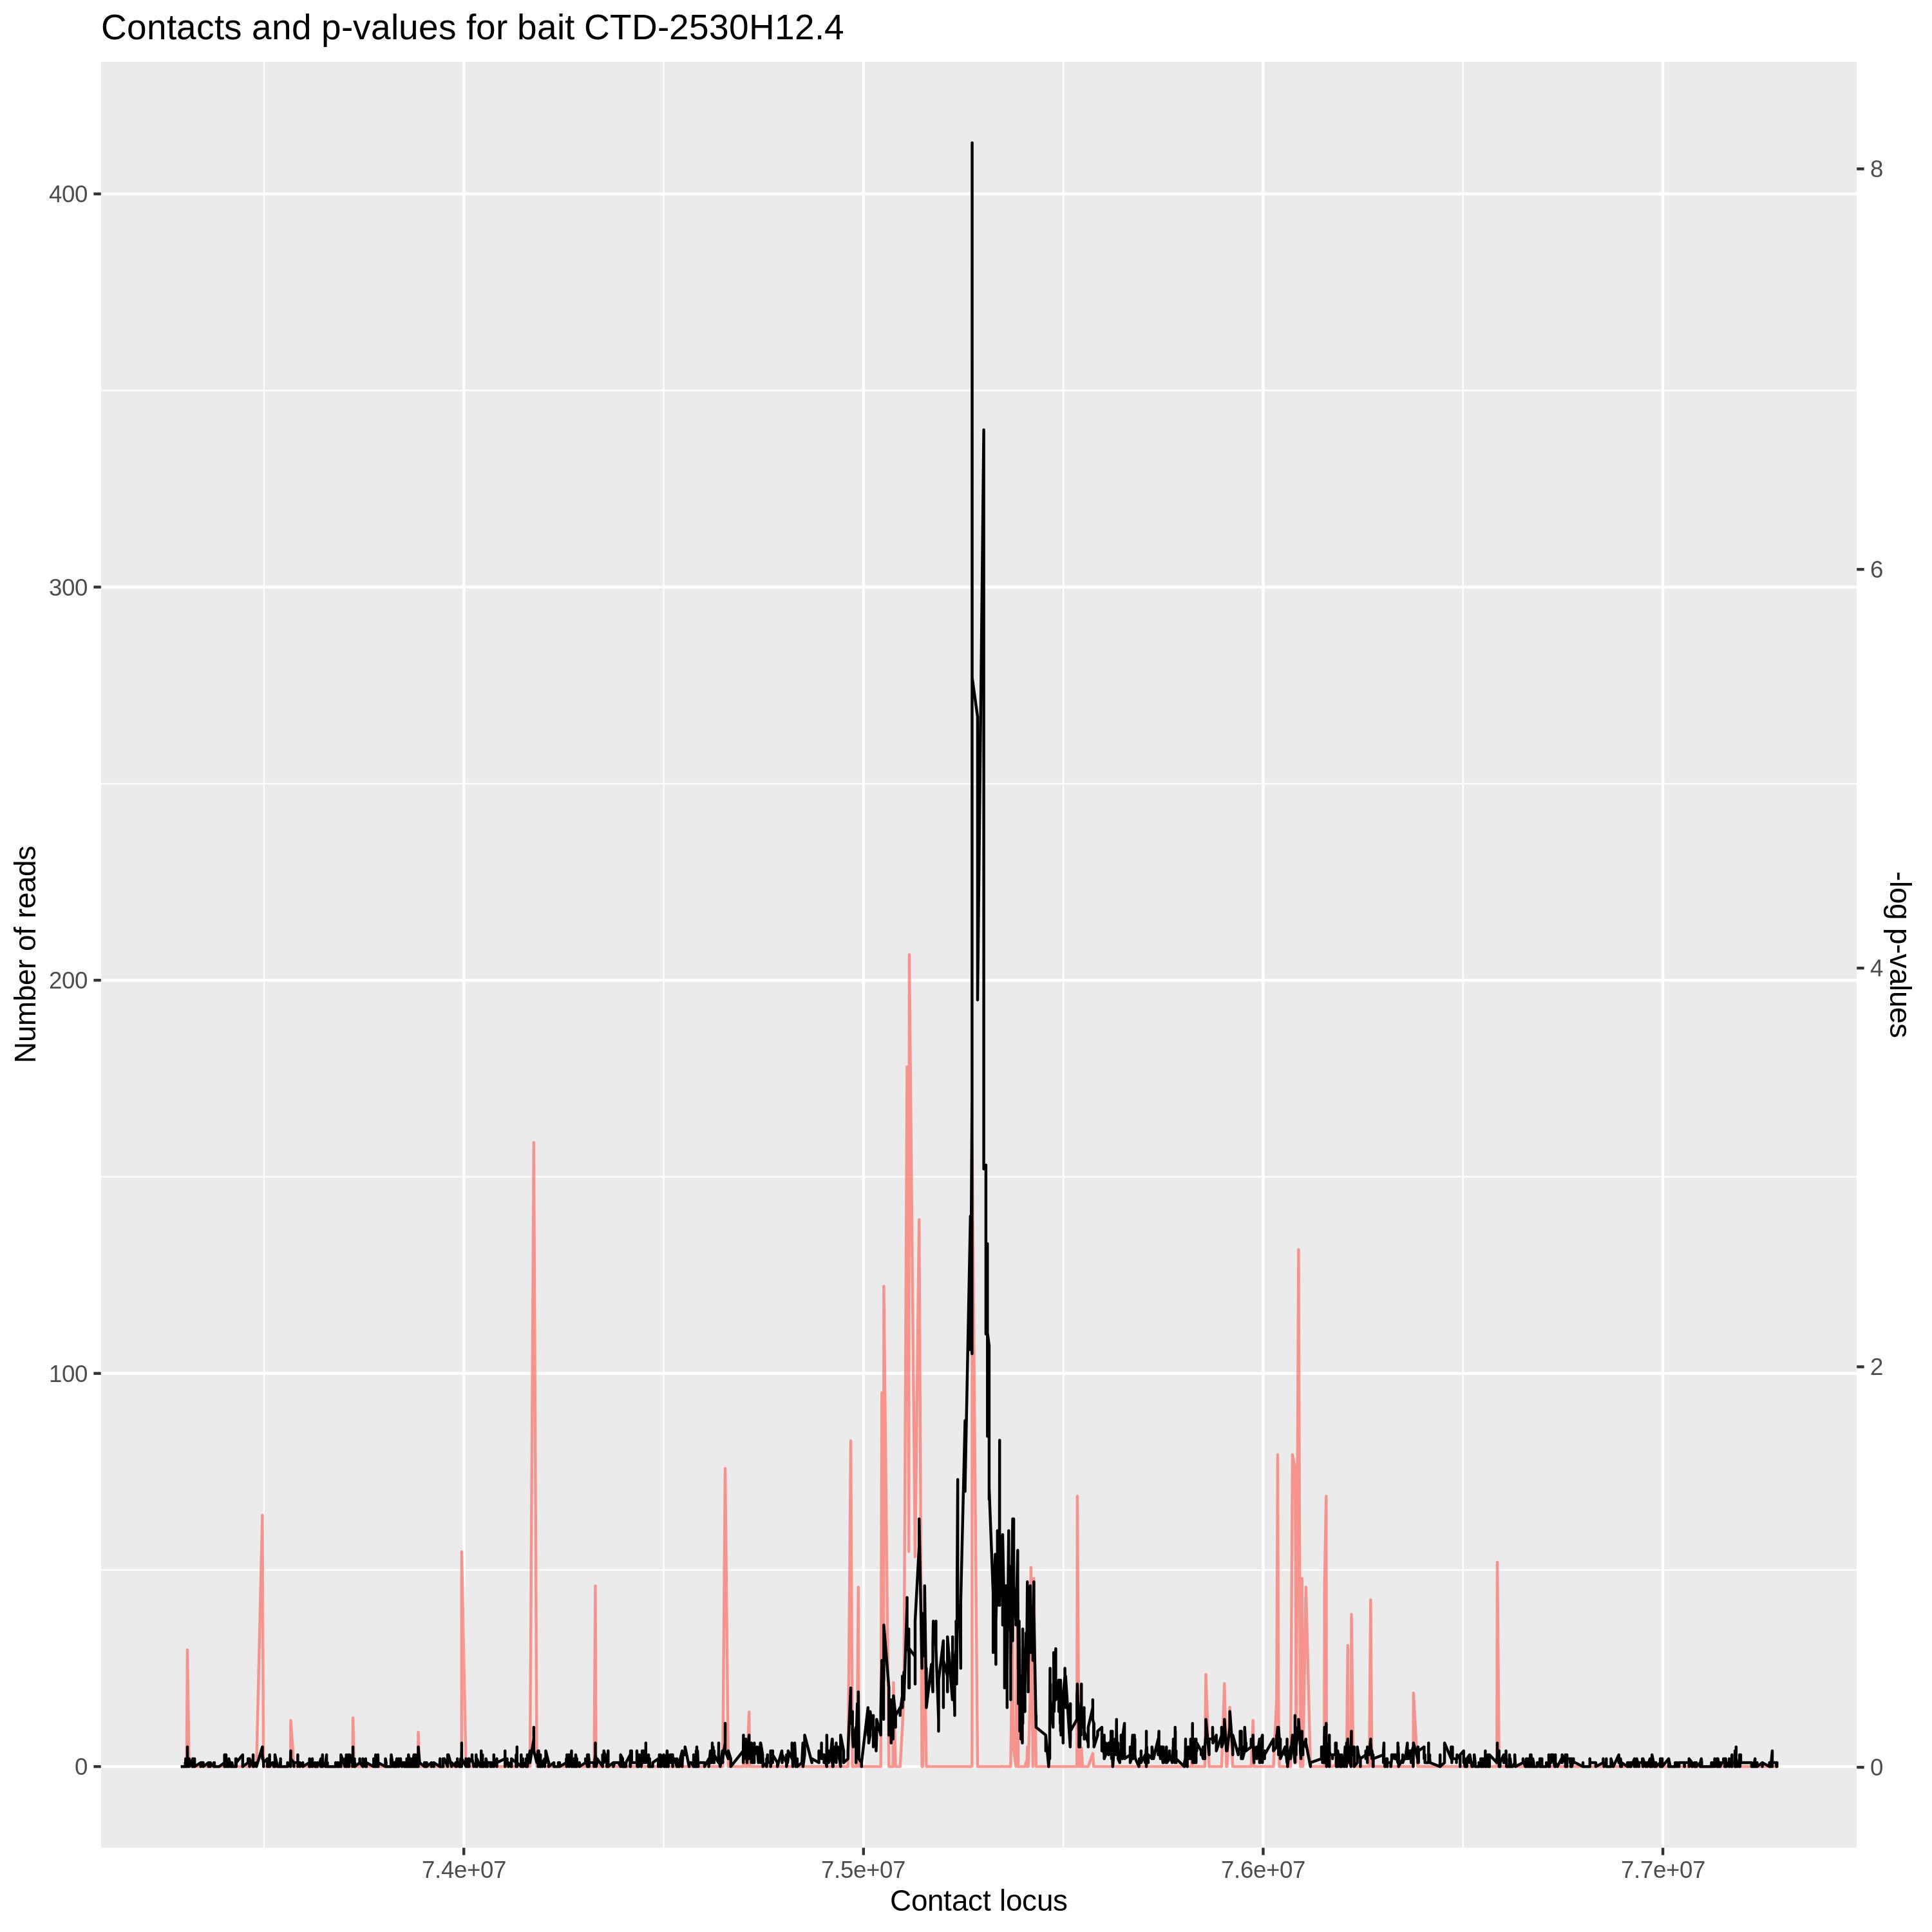 Contacts and p-values for bait CTD-2530H12.4
400
300
200
100
0
Number of reads
8
6
4
2
0
-log p-values
7.4e+07 7.5e+07 7.6e+07 7.7e+07
Contact locus